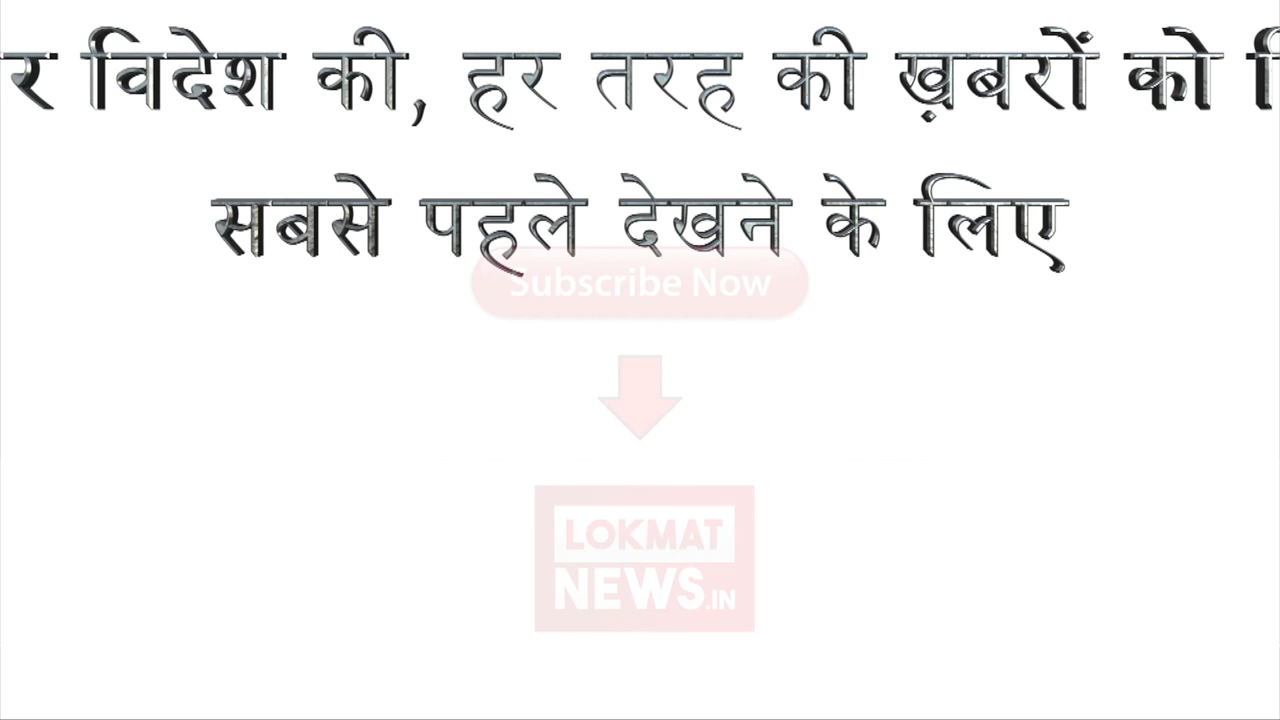 र विदेश की, हर तरह की ख़बरों को
सबसे पहले देखने के लिए
Subscribe Now
LOKMAT
NEWS.IN